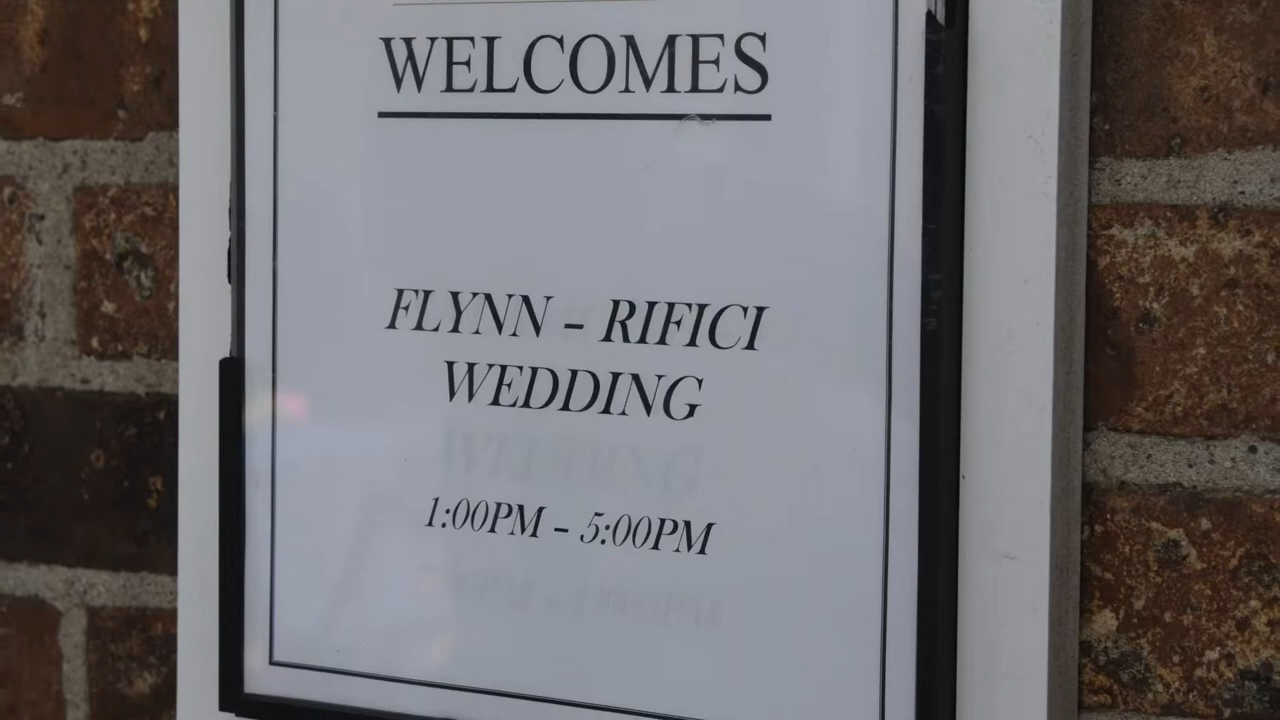 WELCOMES
FLYNN - RIFICI
WEDDING
1:00PM - 5:00PM